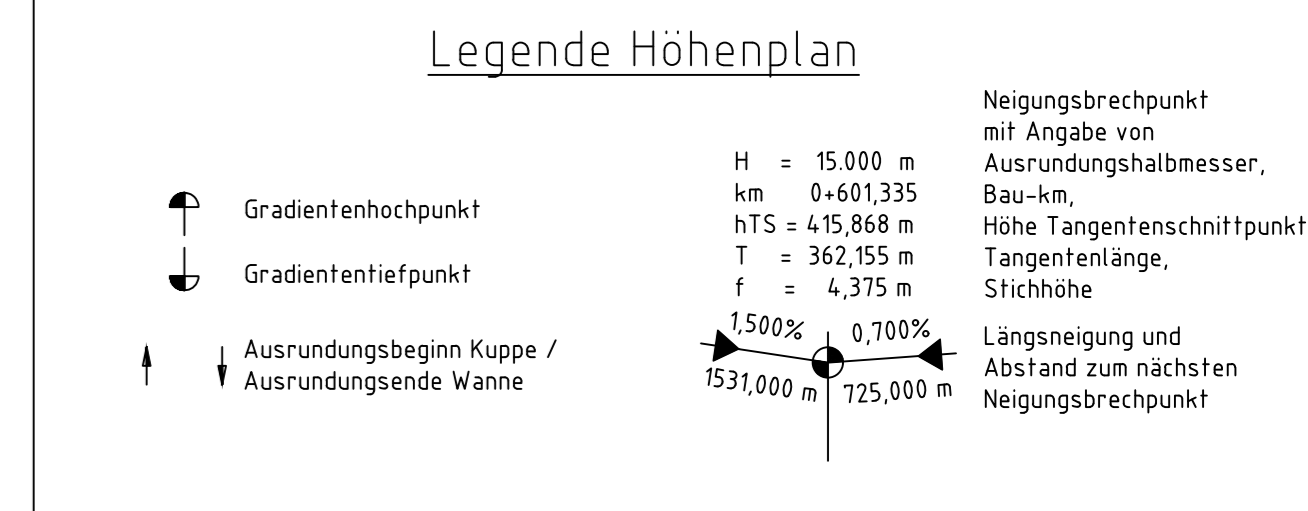 Legende Höhenplan
Gradientenhochpunkt
Gradiententiefpunkt
Ausrundungsbeginn Kuppe /
Ausrundungsende Wanne
H = 15.000 m
km 0+601,335
hTS = 415,868 m
T = 362,155 m
f = 4,375 m
1,500% 0,700%
1531,000 m 725,000 m
Neigungsbrechpunkt
mit Angabe von
Ausrundungshalbmesser,
Bau-km,
Höhe Tangentenschnittpunkt
Tangentenlänge,
Stichhöhe
Längsneigung und
Abstand zum nächsten
Neigungsbrechpunkt